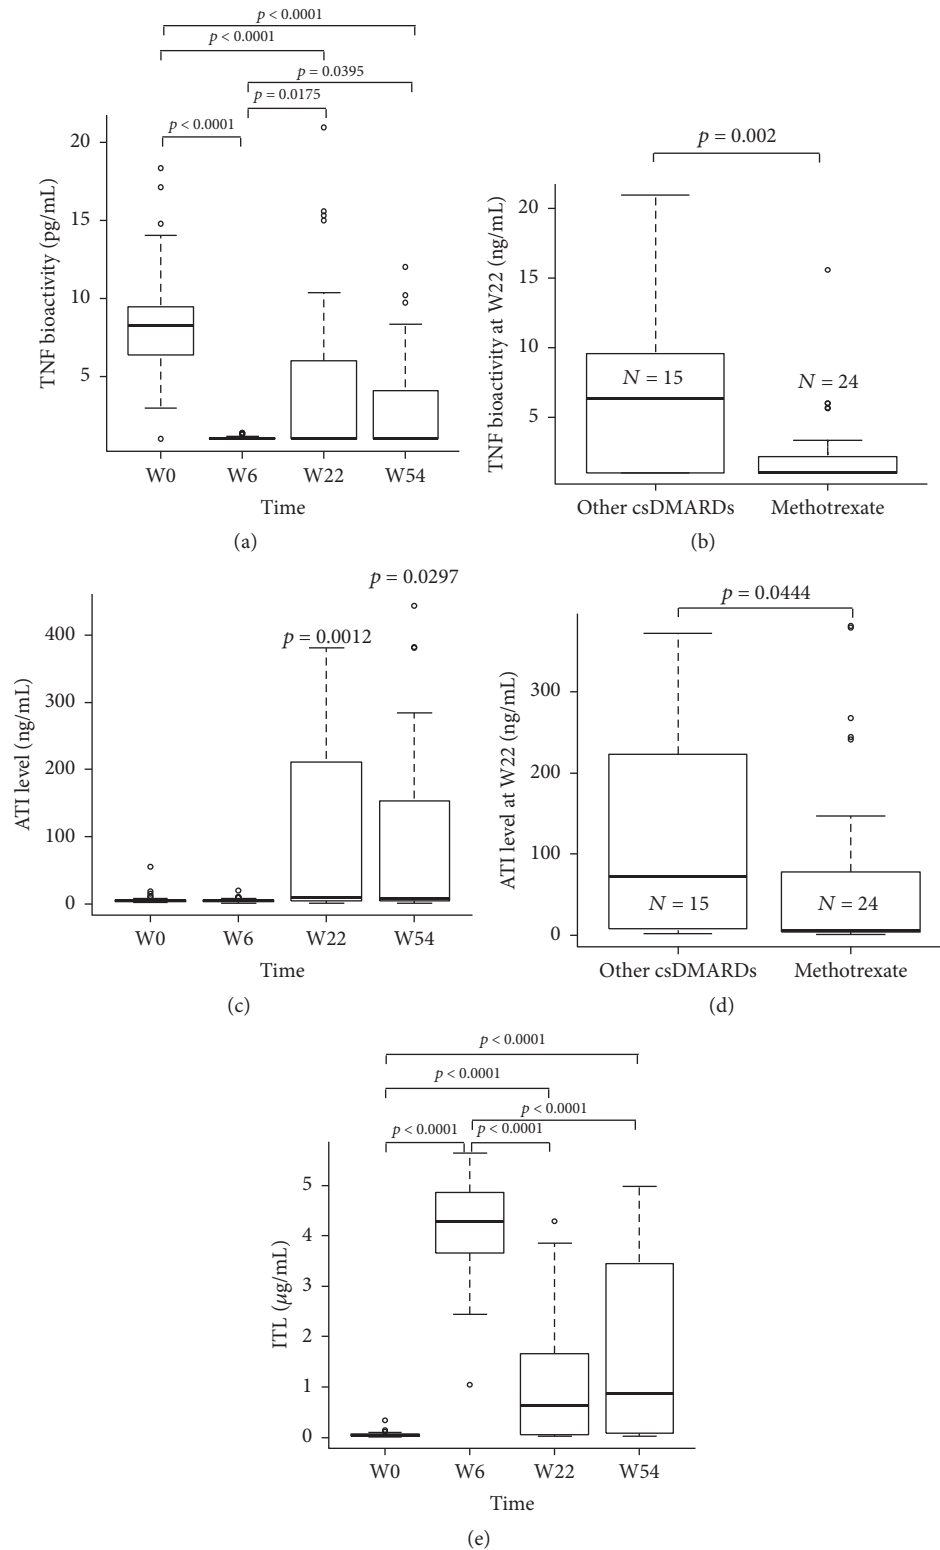 p < 0.0001
p < 0.0001
p = 0.0395
p = 0.0175
p < 0.0001
TNF bioactivity (pg/mL)
20
15
10
5
W0 W6 W22 W54
Time
(a)
p = 0.002
TNF bioactivity at W22 (ng/mL)
20
15
10
5
N = 15
N = 24
Other csDMARDs Methotrexate
(b)
p = 0.0297
p = 0.0012
ATI level (ng/mL)
400
300
200
100
0
W0 W6 W22 W54
Time
(c)
p = 0.0444
ATI level at W22 (ng/mL)
300
200
100
0
N = 15
N = 24
Other csDMARDs Methotrexate
(d)
p < 0.0001
p < 0.0001
p < 0.0001
p < 0.0001 p < 0.0001
ITL (μg/mL)
5
4
3
2
1
0
W0 W6 W22 W54
Time
(e)